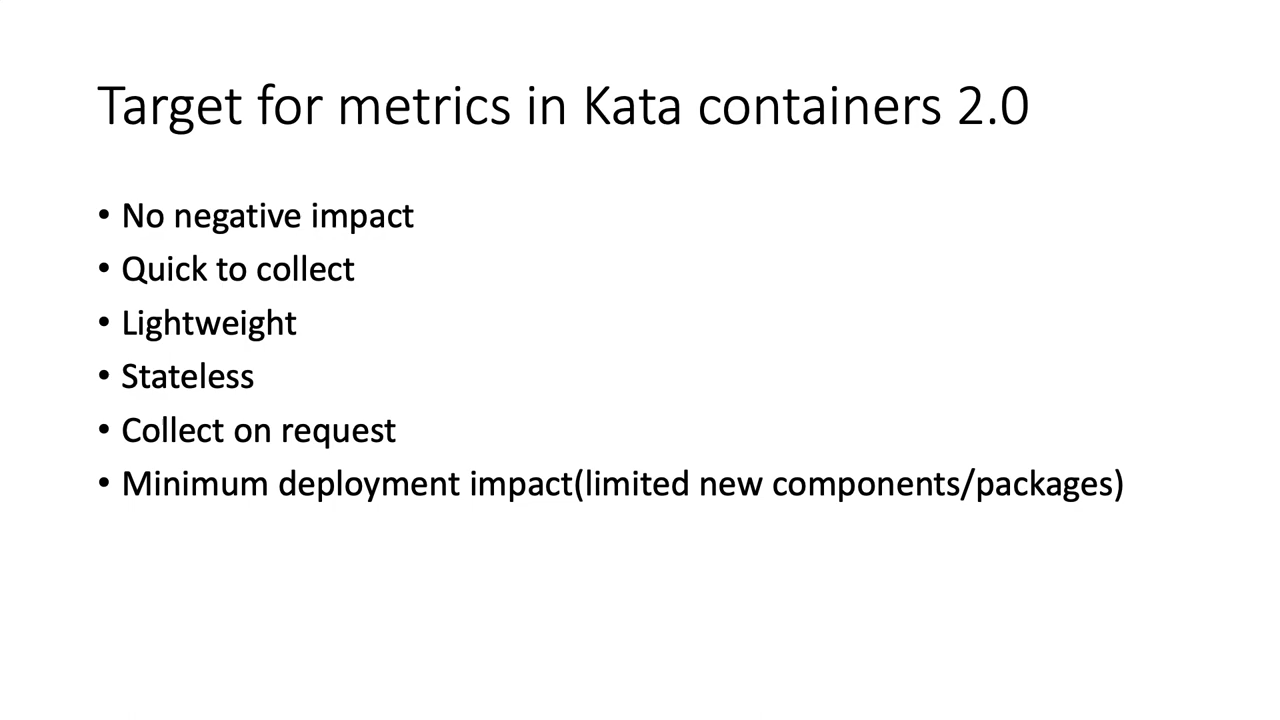 Target for metrics in Kata containers 2.0
• No negative impact
• Quick to collect
• Lightweight
• Stateless
• Collect on request
• Minimum deployment impact(limited new components/packages)